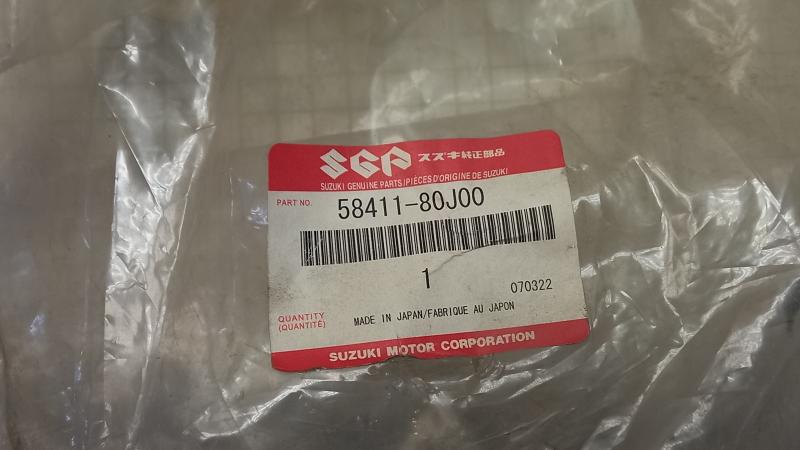 SGP スズキ純正部品
SUZUKI GENUINE PARTS/PIÈCES D'ORIGINE DE SUZUKI
PART NO. 58411-80J00
1
070322
QUANTITY
(QUANTITÉ)
MADE IN JAPAN/FABRIQUE AU JAPON
SUZUKI MOTOR CORPORATION